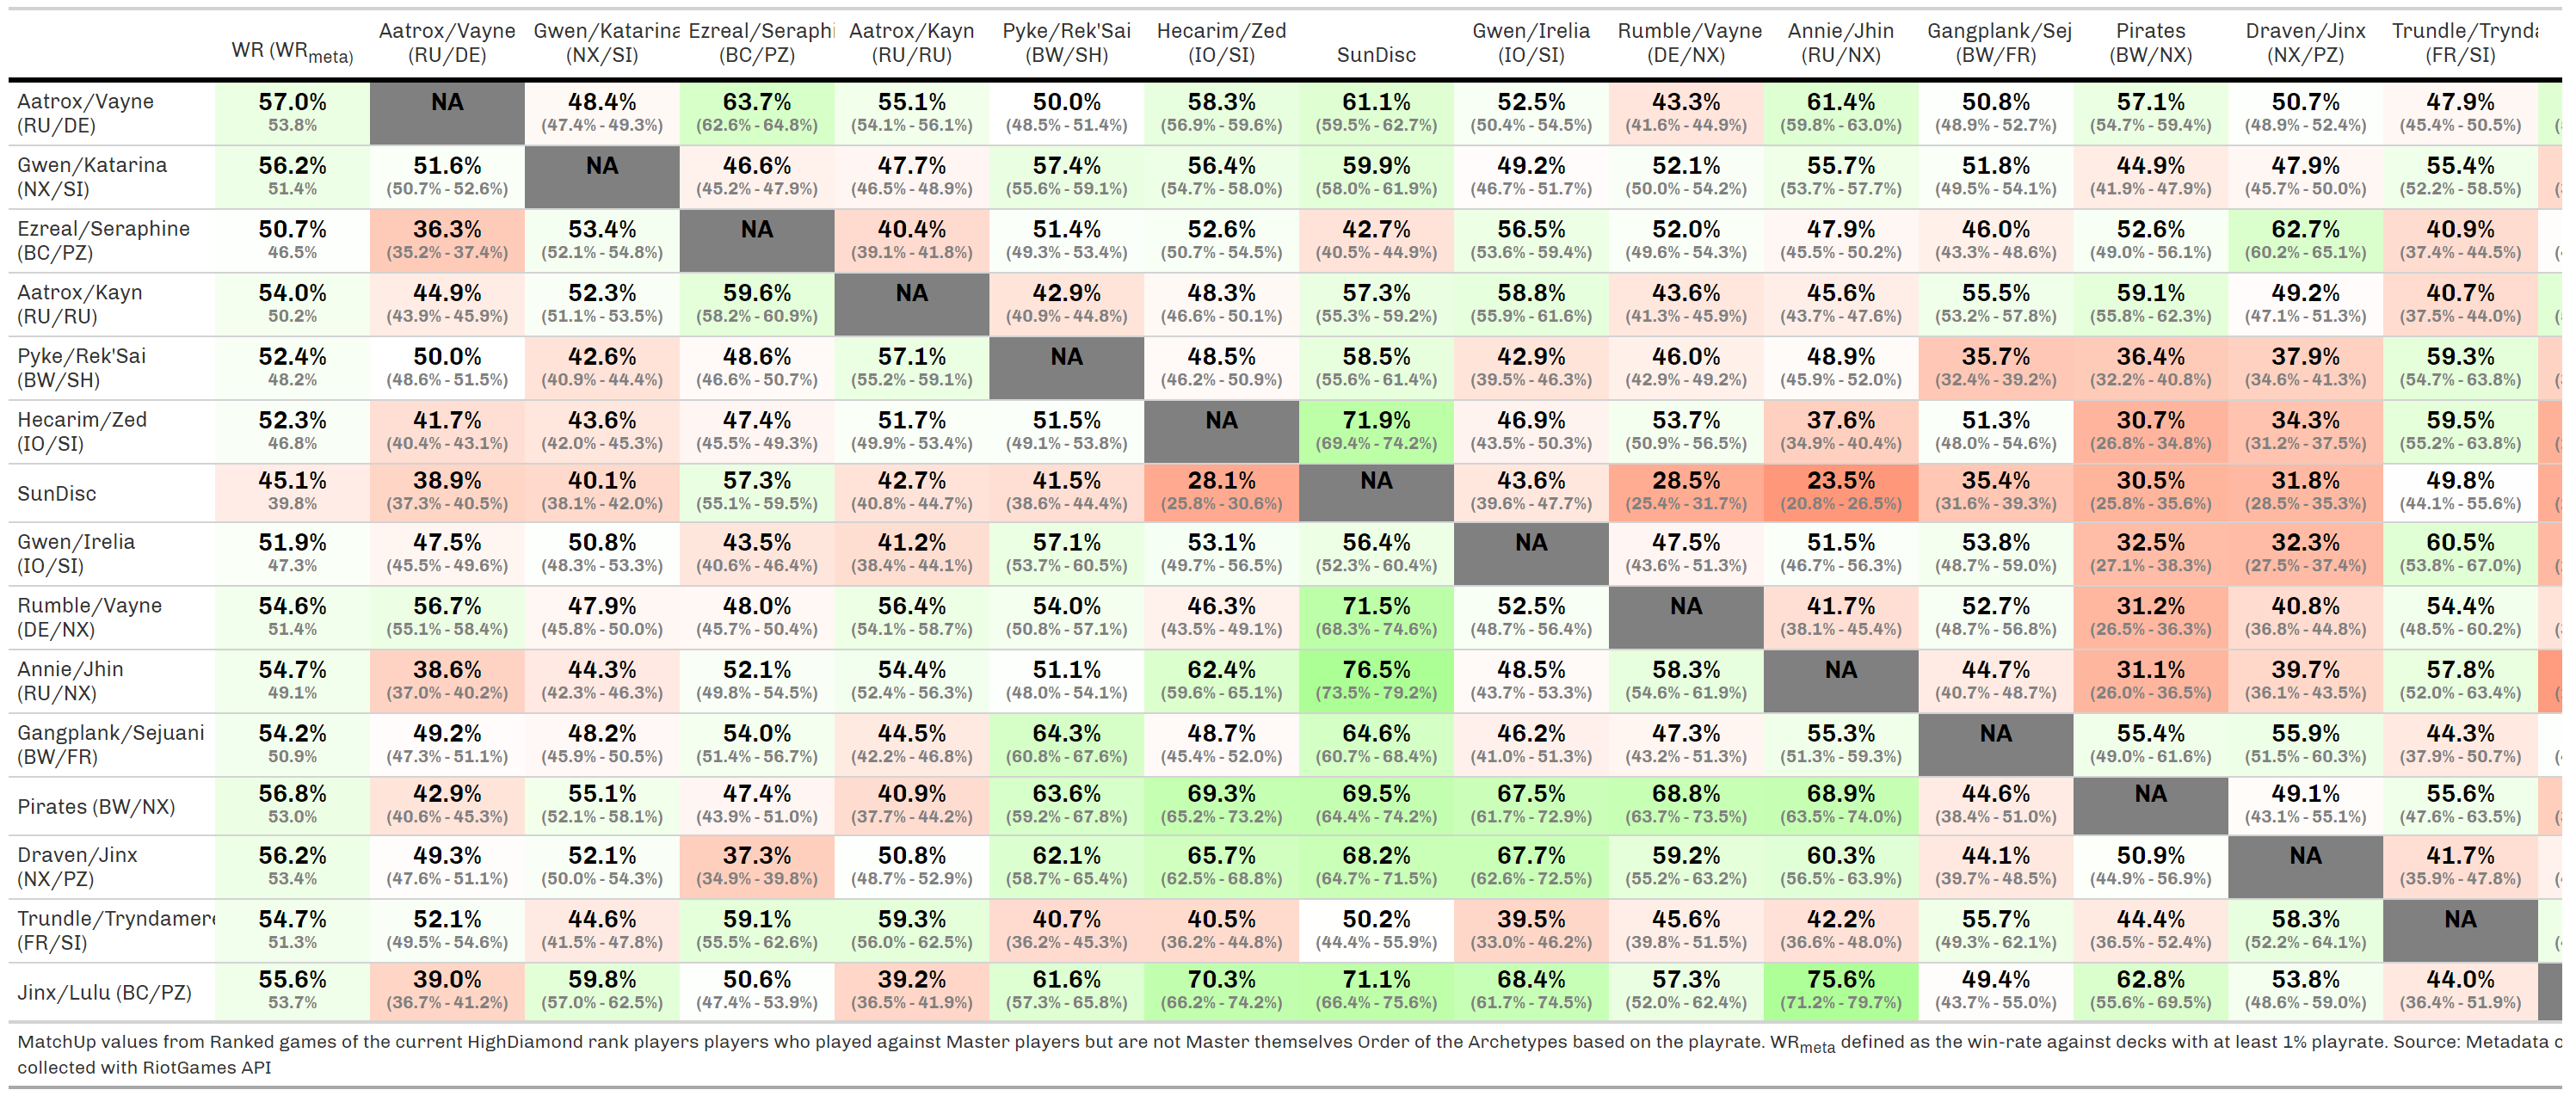 WR (WRmeta) Aatrox/Vayne (RU/DE) Gwen/Katarina (NX/SI) Ezreal/Seraphi (BC/PZ) Aatrox/Kayn (RU/RU) Pyke/Rek'Sai (BW/SH) Hecarim/Zed (IO/SI) SunDisc Gwen/Irelia (IO/SI) Rumble/Vayne (DE/NX) Annie/Jhin (RU/NX) Gangplank/Sej (BW/FR) Pirates (BW/NX) Draven/Jinx (NX/PZ) Trundle/Trynda (FR/SI)
Aatrox/Vayne 57.0% NA 48.4% 63.7% 55.1% 50.0% 58.3% 61.1% 52.5% 43.3% 61.4% 50.8% 57.1% 50.7% 47.9%
(RU/DE) 53.8% (47.4% - 49.3%) (62.6% - 64.8%) (54.1% - 56.1%) (48.5% - 51.4%) (56.9% - 59.6%) (59.5% - 62.7%) (50.4% - 54.5%) (41.6% - 44.9%) (59.8% - 63.0%) (48.9% - 52.7%) (54.7% - 59.4%) (48.9% - 52.4%) (45.4% - 50.5%)
Gwen/Katarina 56.2% 51.6% NA 46.6% 47.7% 57.4% 56.4% 59.9% 49.2% 52.1% 55.7% 51.8% 44.9% 47.9% 55.4%
(NX/SI) 51.4% (50.7% - 52.6%) (45.2% - 47.9%) (46.5% - 48.9%) (55.6% - 59.1%) (54.7% - 58.0%) (58.0% - 61.9%) (46.7% - 51.7%) (50.0% - 54.2%) (53.7% - 57.7%) (49.5% - 54.1%) (41.9% - 47.9%) (45.7% - 50.0%) (52.2% - 58.5%)
Ezreal/Seraphine 50.7% 36.3% 53.4% NA 40.4% 51.4% 52.6% 42.7% 56.5% 52.0% 47.9% 46.0% 52.6% 62.7% 40.9%
(BC/PZ) 46.5% (35.2% - 37.4%) (52.1% - 54.8%) (39.1% - 41.8%) (49.3% - 53.4%) (50.7% - 54.5%) (40.5% - 44.9%) (53.6% - 59.4%) (49.6% - 54.3%) (45.5% - 50.2%) (43.3% - 48.6%) (49.0% - 56.1%) (60.2% - 65.1%) (37.4% - 44.5%)
Aatrox/Kayn 54.0% 44.9% 52.3% 59.6% NA 42.9% 48.3% 57.3% 58.8% 43.6% 45.6% 55.5% 59.1% 49.2% 40.7%
(RU/RU) 50.2% (43.9% - 45.9%) (51.1% - 53.5%) (58.2% - 60.9%) (40.9% - 44.8%) (46.6% - 50.1%) (55.3% - 59.2%) (55.9% - 61.6%) (41.3% - 45.9%) (43.7% - 47.6%) (53.2% - 57.8%) (55.8% - 62.3%) (47.1% - 51.3%) (37.5% - 44.0%)
Pyke/Rek'Sai 52.4% 50.0% 42.6% 48.6% 57.1% NA 48.5% 58.5% 42.9% 46.0% 48.9% 35.7% 36.4% 37.9% 59.3%
(BW/SH) 48.2% (48.6% - 51.5%) (40.9% - 44.4%) (46.6% - 50.7%) (55.2% - 59.1%) (46.2% - 50.9%) (55.6% - 61.4%) (39.5% - 46.3%) (42.9% - 49.2%) (45.9% - 52.0%) (32.4% - 39.2%) (32.2% - 40.8%) (34.6% - 41.3%) (54.7% - 63.8%)
Hecarim/Zed 52.3% 41.7% 43.6% 47.4% 51.7% 51.5% NA 71.9% 46.9% 53.7% 37.6% 51.3% 30.7% 34.3% 59.5%
(IO/SI) 46.8% (40.4% - 43.1%) (42.0% - 45.3%) (45.5% - 49.3%) (49.9% - 53.4%) (49.1% - 53.8%) (69.4% - 74.2%) (43.5% - 50.3%) (50.9% - 56.5%) (34.9% - 40.4%) (48.0% - 54.6%) (26.8% - 34.8%) (31.2% - 37.5%) (55.2% - 63.8%)
SunDisc 45.1% 38.9% 40.1% 57.3% 42.7% 41.5% 28.1% NA 43.6% 28.5% 23.5% 35.4% 30.5% 31.8% 49.8%
39.8% (37.3% - 40.5%) (38.1% - 42.0%) (55.1% - 59.5%) (40.8% - 44.7%) (38.6% - 44.4%) (25.8% - 30.6%) (39.6% - 47.7%) (25.4% - 31.7%) (20.8% - 26.5%) (31.6% - 39.3%) (25.8% - 35.6%) (28.5% - 35.3%) (44.1% - 55.6%)
Gwen/Irelia 51.9% 47.5% 50.8% 43.5% 41.2% 57.1% 53.1% 56.4% NA 47.5% 51.5% 53.8% 32.5% 32.3% 60.5%
(IO/SI) 47.3% (45.5% - 49.6%) (48.3% - 53.3%) (40.6% - 46.4%) (38.4% - 44.1%) (53.7% - 60.5%) (49.7% - 56.5%) (52.3% - 60.4%) (43.6% - 51.3%) (46.7% - 56.3%) (48.7% - 59.0%) (27.1% - 38.3%) (27.5% - 37.4%) (53.8% - 67.0%)
Rumble/Vayne 54.6% 56.7% 47.9% 48.0% 56.4% 54.0% 46.3% 71.5% 52.5% NA 41.7% 52.7% 31.2% 40.8% 54.4%
(DE/NX) 51.4% (55.1% - 58.4%) (45.8% - 50.0%) (45.7% - 50.4%) (54.1% - 58.7%) (50.8% - 57.1%) (43.5% - 49.1%) (68.3% - 74.6%) (48.7% - 56.4%) (38.1% - 45.4%) (48.7% - 56.8%) (26.5% - 36.3%) (36.8% - 44.8%) (48.5% - 60.2%)
Annie/Jhin 54.7% 38.6% 44.3% 52.1% 54.4% 51.1% 62.4% 76.5% 48.5% 58.3% NA 44.7% 31.1% 39.7% 57.8%
(RU/NX) 49.1% (37.0% - 40.2%) (42.3% - 46.3%) (49.8% - 54.5%) (52.4% - 56.3%) (48.0% - 54.1%) (59.6% - 65.1%) (73.5% - 79.2%) (43.7% - 53.3%) (54.6% - 61.9%) (40.7% - 48.7%) (26.0% - 36.5%) (36.1% - 43.5%) (52.0% - 63.4%)
Gangplank/Sejuani 54.2% 49.2% 48.2% 54.0% 44.5% 64.3% 48.7% 64.6% 46.2% 47.3% 55.3% NA 55.4% 55.9% 44.3%
(BW/FR) 50.9% (47.3% - 51.1%) (45.9% - 50.5%) (51.4% - 56.7%) (42.2% - 46.8%) (60.8% - 67.6%) (45.4% - 52.0%) (60.7% - 68.4%) (41.0% - 51.3%) (43.2% - 51.3%) (51.3% - 59.3%) (49.0% - 61.6%) (51.5% - 60.3%) (37.9% - 50.7%)
Pirates (BW/NX) 56.8% 42.9% 55.1% 47.4% 40.9% 63.6% 69.3% 69.5% 67.5% 68.8% 68.9% 44.6% NA 49.1% 55.6%
53.0% (40.6% - 45.3%) (52.1% - 58.1%) (43.9% - 51.0%) (37.7% - 44.2%) (59.2% - 67.8%) (65.2% - 73.2%) (64.4% - 74.2%) (61.7% - 72.9%) (63.7% - 73.5%) (63.5% - 74.0%) (38.4% - 51.0%) (43.1% - 55.1%) (47.6% - 63.5%)
Draven/Jinx 56.2% 49.3% 52.1% 37.3% 50.8% 62.1% 65.7% 68.2% 67.7% 59.2% 60.3% 44.1% 50.9% NA 41.7%
(NX/PZ) 53.4% (47.6% - 51.1%) (50.0% - 54.3%) (34.9% - 39.8%) (48.7% - 52.9%) (58.7% - 65.4%) (62.5% - 68.8%) (64.7% - 71.5%) (62.6% - 72.5%) (55.2% - 63.2%) (56.5% - 63.9%) (39.7% - 48.5%) (44.9% - 56.9%) (35.9% - 47.8%)
Trundle/Tryndamere 54.7% 52.1% 44.6% 59.1% 59.3% 40.7% 40.5% 50.2% 39.5% 45.6% 42.2% 55.7% 44.4% 58.3% NA
(FR/SI) 51.3% (49.5% - 54.6%) (41.5% - 47.8%) (55.5% - 62.6%) (56.0% - 62.5%) (36.2% - 45.3%) (36.2% - 44.8%) (44.4% - 55.9%) (33.0% - 46.2%) (39.8% - 51.5%) (36.6% - 48.0%) (49.3% - 62.1%) (36.5% - 52.4%) (52.2% - 64.1%)
Jinx/Lulu (BC/PZ) 55.6% 39.0% 59.8% 50.6% 39.2% 61.6% 70.3% 71.1% 68.4% 57.3% 75.6% 49.4% 62.8% 53.8% 44.0%
53.7% (36.7% - 41.2%) (57.0% - 62.5%) (47.4% - 53.9%) (36.5% - 41.9%) (57.3% - 65.8%) (66.2% - 74.2%) (66.4% - 75.6%) (61.7% - 74.5%) (52.0% - 62.4%) (71.2% - 79.7%) (43.7% - 55.0%) (55.6% - 69.5%) (48.6% - 59.0%) (36.4% - 51.9%)
MatchUp values from Ranked games of the current HighDiamond rank players players who played against Master players but are not Master themselves Order of the Archetypes based on the playrate. WRmeta defined as the win-rate against decks with at least 1% playrate. Source: Metadata
collected with RiotGames API